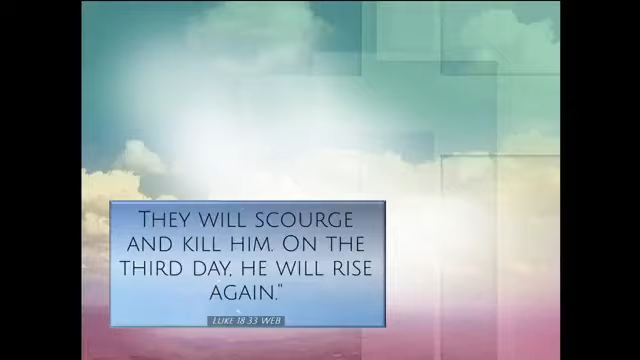 They will scourge
and kill him. On the
third day, he will rise
again."
Luke 18 33 WEB